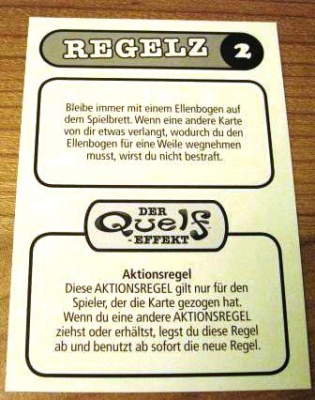 REGELZ 2
Bleibe immer mit einem Ellenbogen auf
dem Spielbrett. Wenn eine andere Karte
von dir etwas verlangt, wodurch du den
Ellenbogen für eine Weile wegnehmen
musst, wirst du nicht bestraft.
DER
Quelf
-EFFEKT
Aktionsregel
Diese AKTIONSREGEL gilt nur für den
Spieler, der die Karte gezogen hat.
Wenn du eine andere AKTIONSREGEL
ziehst oder erhältst, legst du diese Regel
ab und benutzt ab sofort die neue Regel.